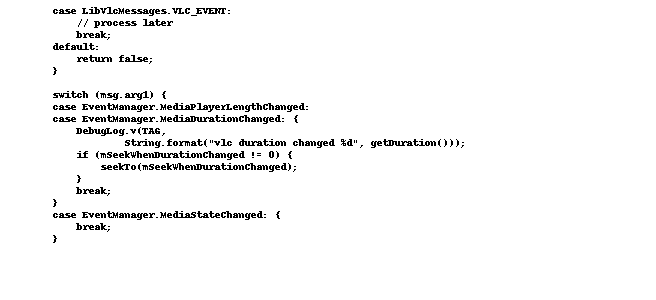 case LibVlcMessages.VLC_EVENT:
    // process later
    break;
default:
    return false;
}

switch (msg.arg1) {
case EventManager.MediaPlayerLengthChanged:
case EventManager.MediaDurationChanged: {
    DebugLog.v(TAG,
            String.format("vlc duration changed %d", getDuration()));
    if (mSeekWhenDurationChanged != 0) {
        seekTo(mSeekWhenDurationChanged);
    }
    break;
}
case EventManager.MediaStateChanged: {
    break;
}